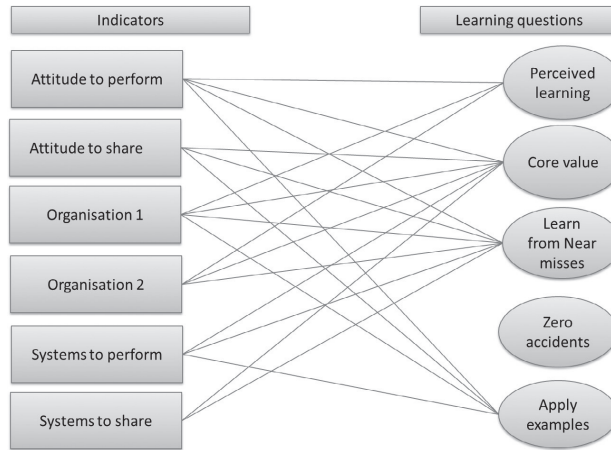 Indicators
Learning questions
Attitude to perform
Attitude to share
Organisation 1
Organisation 2
Systems to perform
Systems to share
Perceived
learning
Core value
Learn
from Near
misses
Zero
accidents
Apply
examples